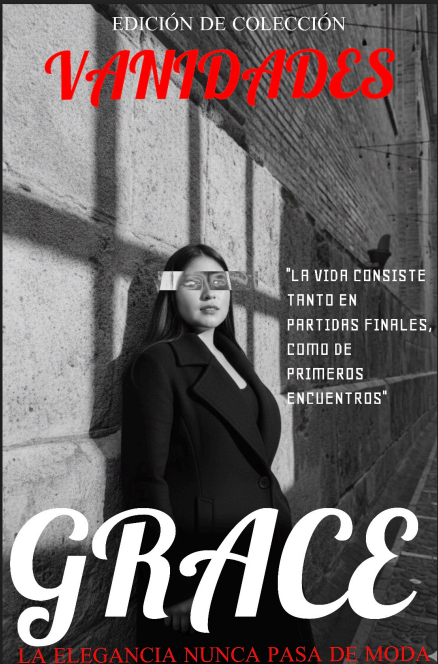 EDICIÓN DE COLECCIÓN
VANIDADES
"LA VIDA CONSISTE
TANTO EN
PARTIDAS FINALES,
COMO DE
PRIMEROS
ENCUENTROS"
GRACE
LA ELEGANCIA NUNCA PASA DE MODA